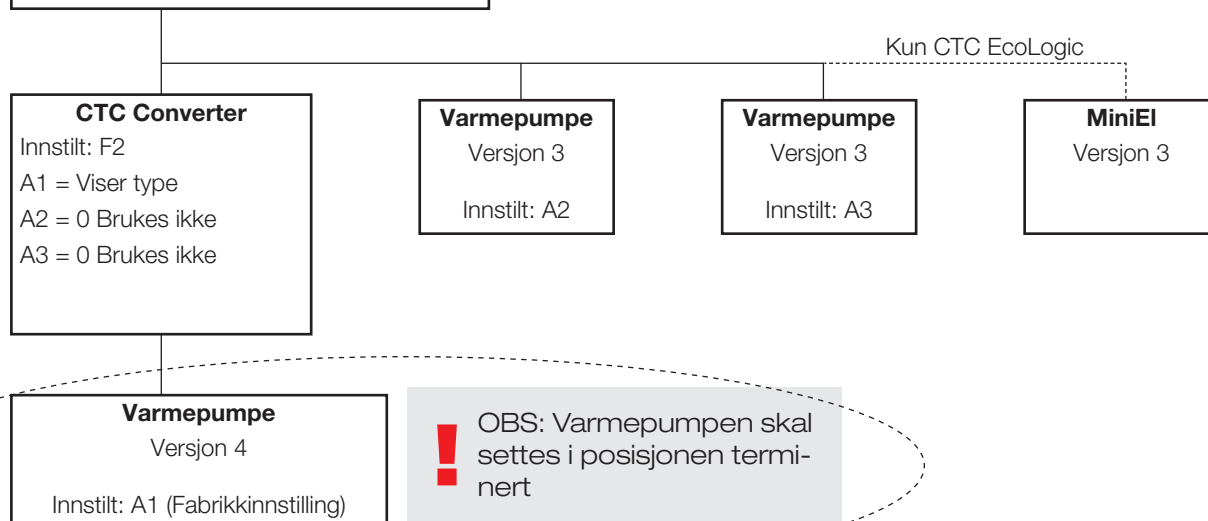 Kun CTC EcoLogic
CTC Converter
Innstilt: F2
A1 = Viser type
A2 = 0 Brukes ikke
A3 = 0 Brukes ikke
Varmepumpe
Versjon 3
Innstilt: A2
Varmepumpe
Versjon 3
Innstilt: A3
MiniEl
Versjon 3
Varmepumpe
Versjon 4
Innstilt: A1 (Fabrikkinnstilling)
! OBS: Varmepumpen skal
settes i posisjonen termi-
nert